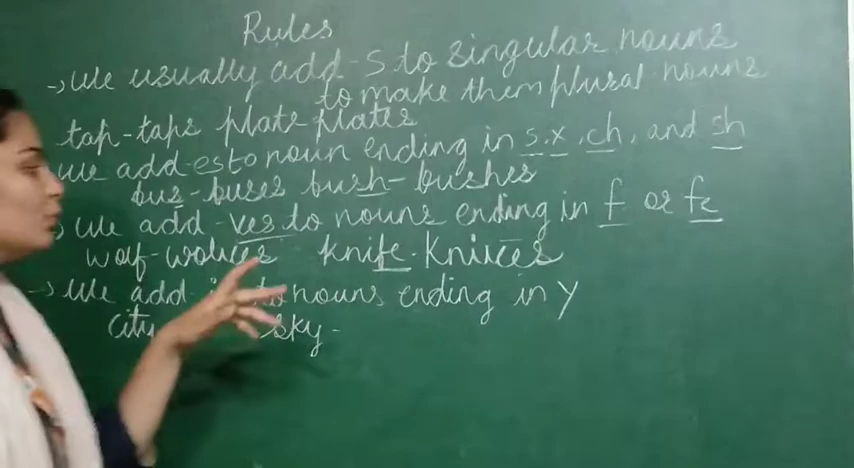 Rules
→ We usually add -s to singular nouns
to make them plural nouns
tap-taps plate-plates
We add -es to noun ending in s, x, ch, and sh
bus-buses bush-bushes
→ We add -ves to nouns ending in f or fe
wolf-wolves knife-knives
→ We add to nouns ending in y
city sky-